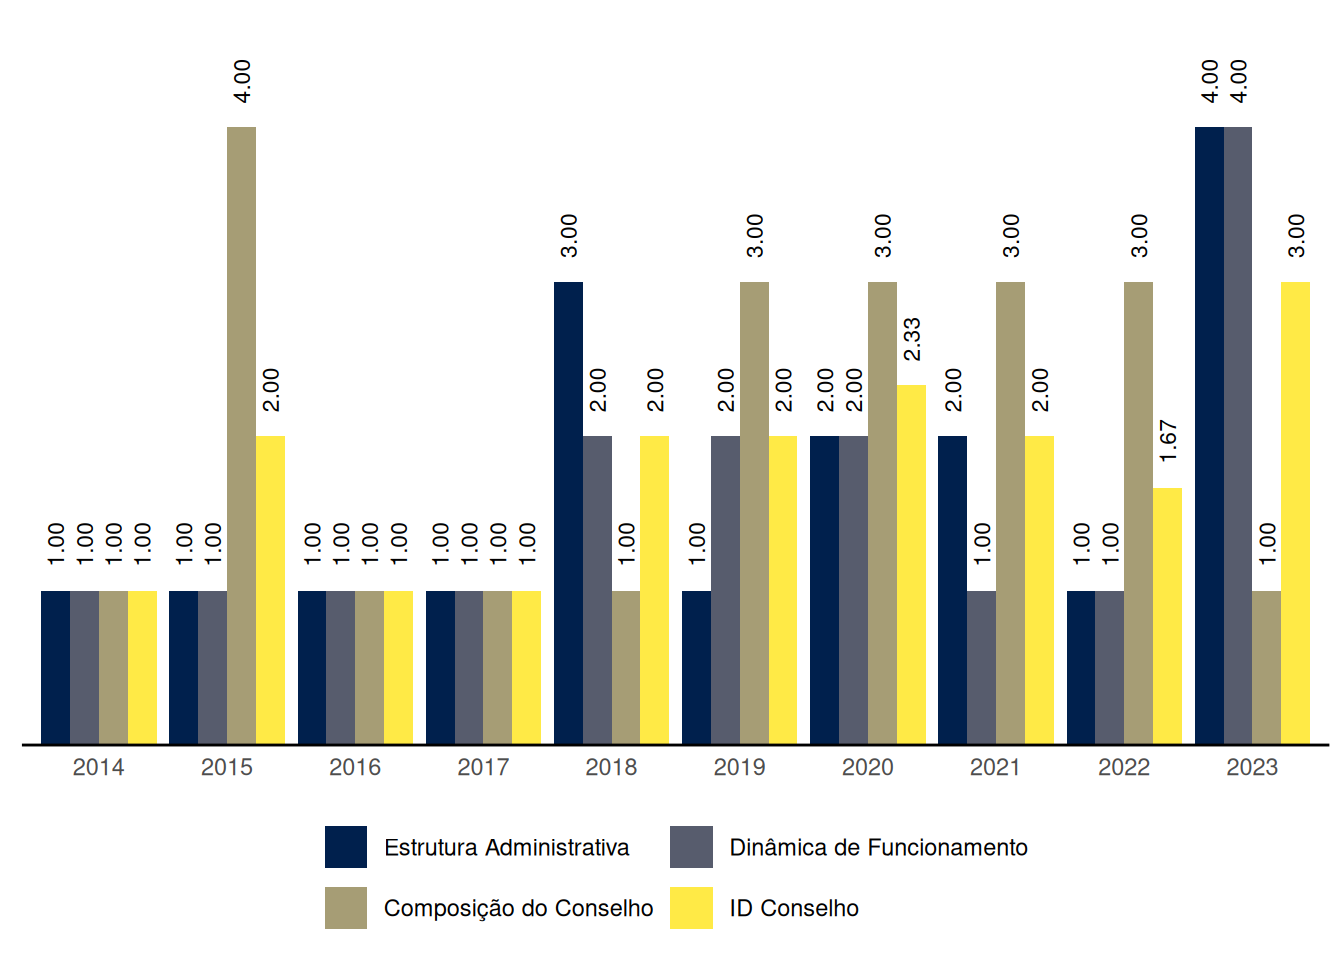 4.00 4.00 4.00
3.00 3.00 3.00 3.00 3.00 3.00
2.33
2.00 2.00 2.00 2.00 2.00 2.00 2.00 2.00 2.00
1.67
1.00 1.00 1.00 1.00 1.00 1.00 1.00 1.00 1.00 1.00 1.00 1.00 1.00 1.00 1.00 1.00 1.00 1.00 1.00 1.00
2014 2015 2016 2017 2018 2019 2020 2021 2022 2023
Estrutura Administrativa Dinâmica de Funcionamento
Composição do Conselho ID Conselho